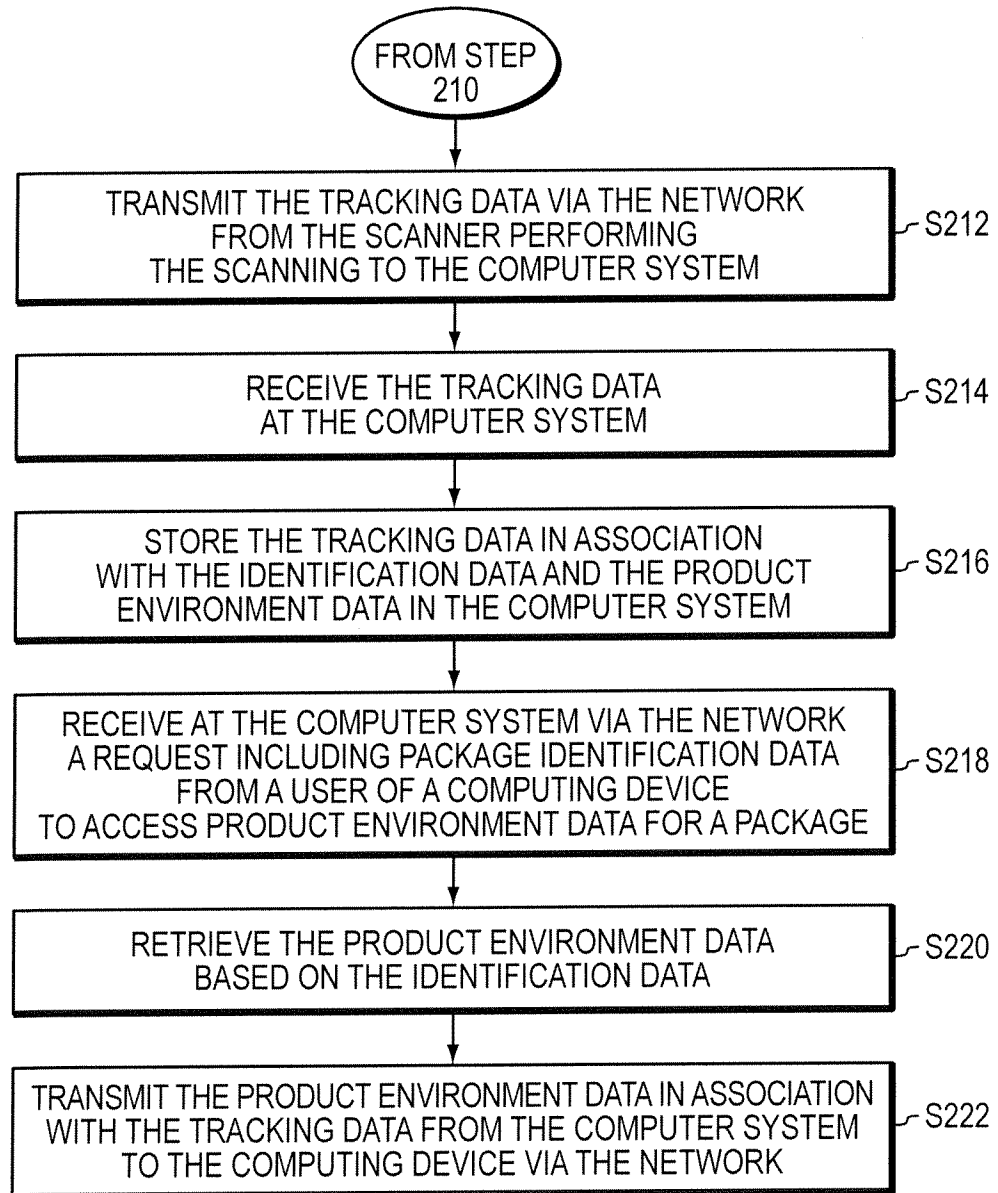 FROM STEP
210
TRANSMIT THE TRACKING DATA VIA THE NETWORK
FROM THE SCANNER PERFORMING
THE SCANNING TO THE COMPUTER SYSTEM
S212
RECEIVE THE TRACKING DATA
AT THE COMPUTER SYSTEM
S214
STORE THE TRACKING DATA IN ASSOCIATION
WITH THE IDENTIFICATION DATA AND THE PRODUCT
ENVIRONMENT DATA IN THE COMPUTER SYSTEM
S216
RECEIVE AT THE COMPUTER SYSTEM VIA THE NETWORK
A REQUEST INCLUDING PACKAGE IDENTIFICATION DATA
FROM A USER OF A COMPUTING DEVICE
TO ACCESS PRODUCT ENVIRONMENT DATA FOR A PACKAGE
S218
RETRIEVE THE PRODUCT ENVIRONMENT DATA
BASED ON THE IDENTIFICATION DATA
S220
TRANSMIT THE PRODUCT ENVIRONMENT DATA IN ASSOCIATION
WITH THE TRACKING DATA FROM THE COMPUTER SYSTEM
TO THE COMPUTING DEVICE VIA THE NETWORK
S222